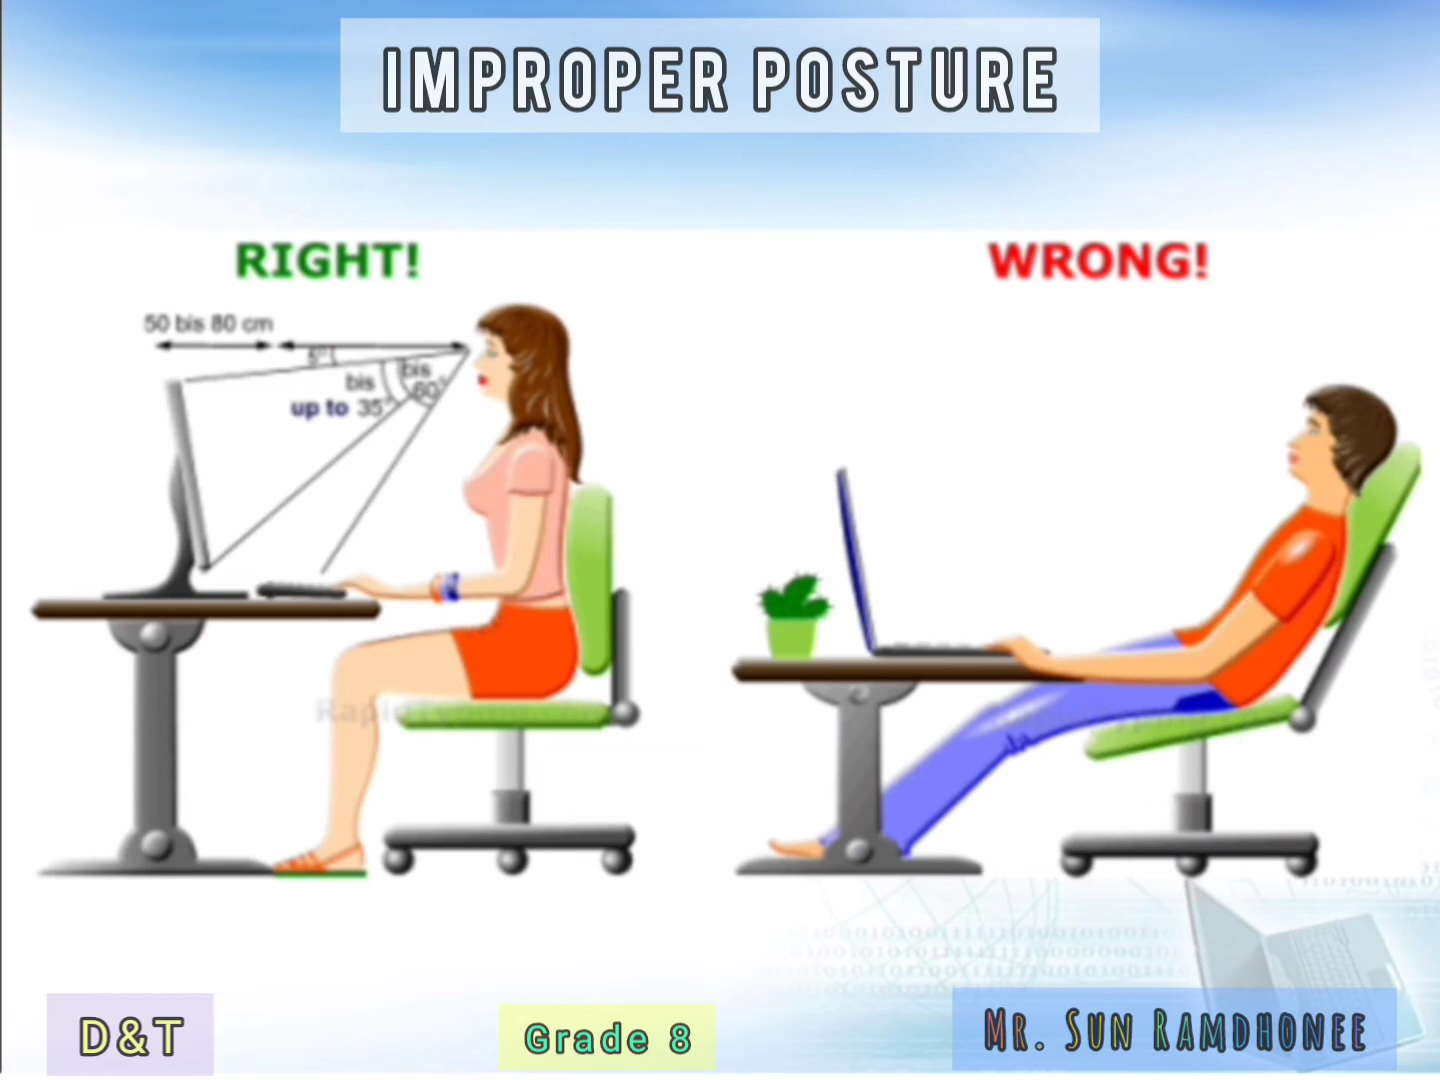 IMPROPER POSTURE
RIGHT!
WRONG!
50 bis 80 cm
5°
bis
bis
60°
up to 35°
D&T
Grade 8
MR. SUN RAMDHONEE